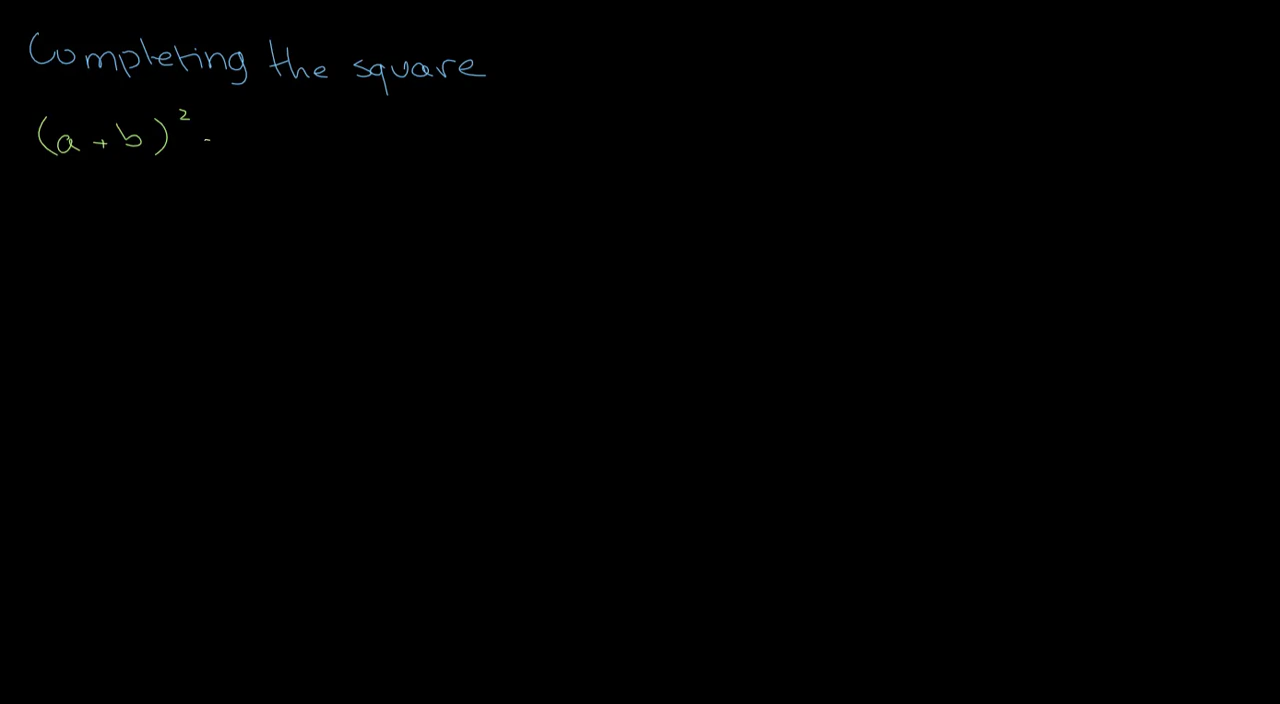 Completing the square
(a + b)² -